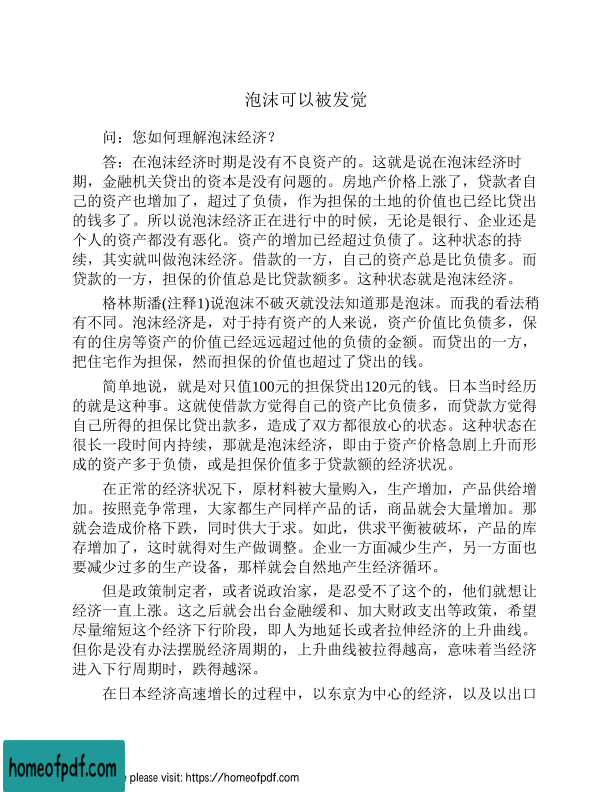 泡沫可以被发觉
问：您如何理解泡沫经济？
答：在泡沫经济时期是没有不良资产的。这就是说在泡沫经济时
期，金融机关贷出的资本是没有问题的。房地产价格上涨了，贷款者自
己的资产也增加了，超过了负债，作为担保的土地的价值也已经比贷出
的钱多了。所以说泡沫经济正在进行中的时候，无论是银行、企业还是
个人的资产都没有恶化。资产的增加已经超过负债了。这种状态的持
续，其实就叫做泡沫经济。借款的一方，自己的资产总是比负债多。而
贷款的一方，担保的价值总是比贷款额多。这种状态就是泡沫经济。
格林斯潘(注释1)说泡沫不破灭就没法知道那是泡沫。而我的看法稍
有不同。泡沫经济是，对于持有资产的人来说，资产价值比负债多，保
有的住房等资产的价值已经远远超过他的负债的金额。而贷出的一方，
把住宅作为担保，然而担保的价值也超过了贷出的钱。
简单地说，就是对只值100元的担保贷出120元的钱。日本当时经历
的就是这种事。这就使借款方觉得自己的资产比负债多，而贷款方觉得
自己所得的担保比贷出款多，造成了双方都很放心的状态。这种状态在
很长一段时间内持续，那就是泡沫经济，即由于资产价格急剧上升而形
成的资产多于负债，或是担保价值多于贷款额的经济状况。
在正常的经济状况下，原材料被大量购入，生产增加，产品供给增
加。按照竞争常理，大家都生产同样产品的话，商品就会大量增加。那
就会造成价格下跌，同时供大于求。如此，供求平衡被破坏，产品的库
存增加了，这时就得对生产做调整。企业一方面减少生产，另一方面也
要减少过多的生产设备，那样就会自然地产生经济循环。
但是政策制定者，或者说政治家，是忍受不了这个的，他们就想让
经济一直上涨。这之后就会出台金融缓和、加大财政支出等政策，希望
尽量缩短这个经济下行阶段，即人为地延长或者拉伸经济的上升曲线。
但你是没有办法摆脱经济周期的，上升曲线被拉得越高，意味着当经济
进入下行周期时，跌得越深。
在日本经济高速增长的过程中，以东京为中心的经济，以及以出口
homeofpdf.com
e please visit: https://homeofpdf.com